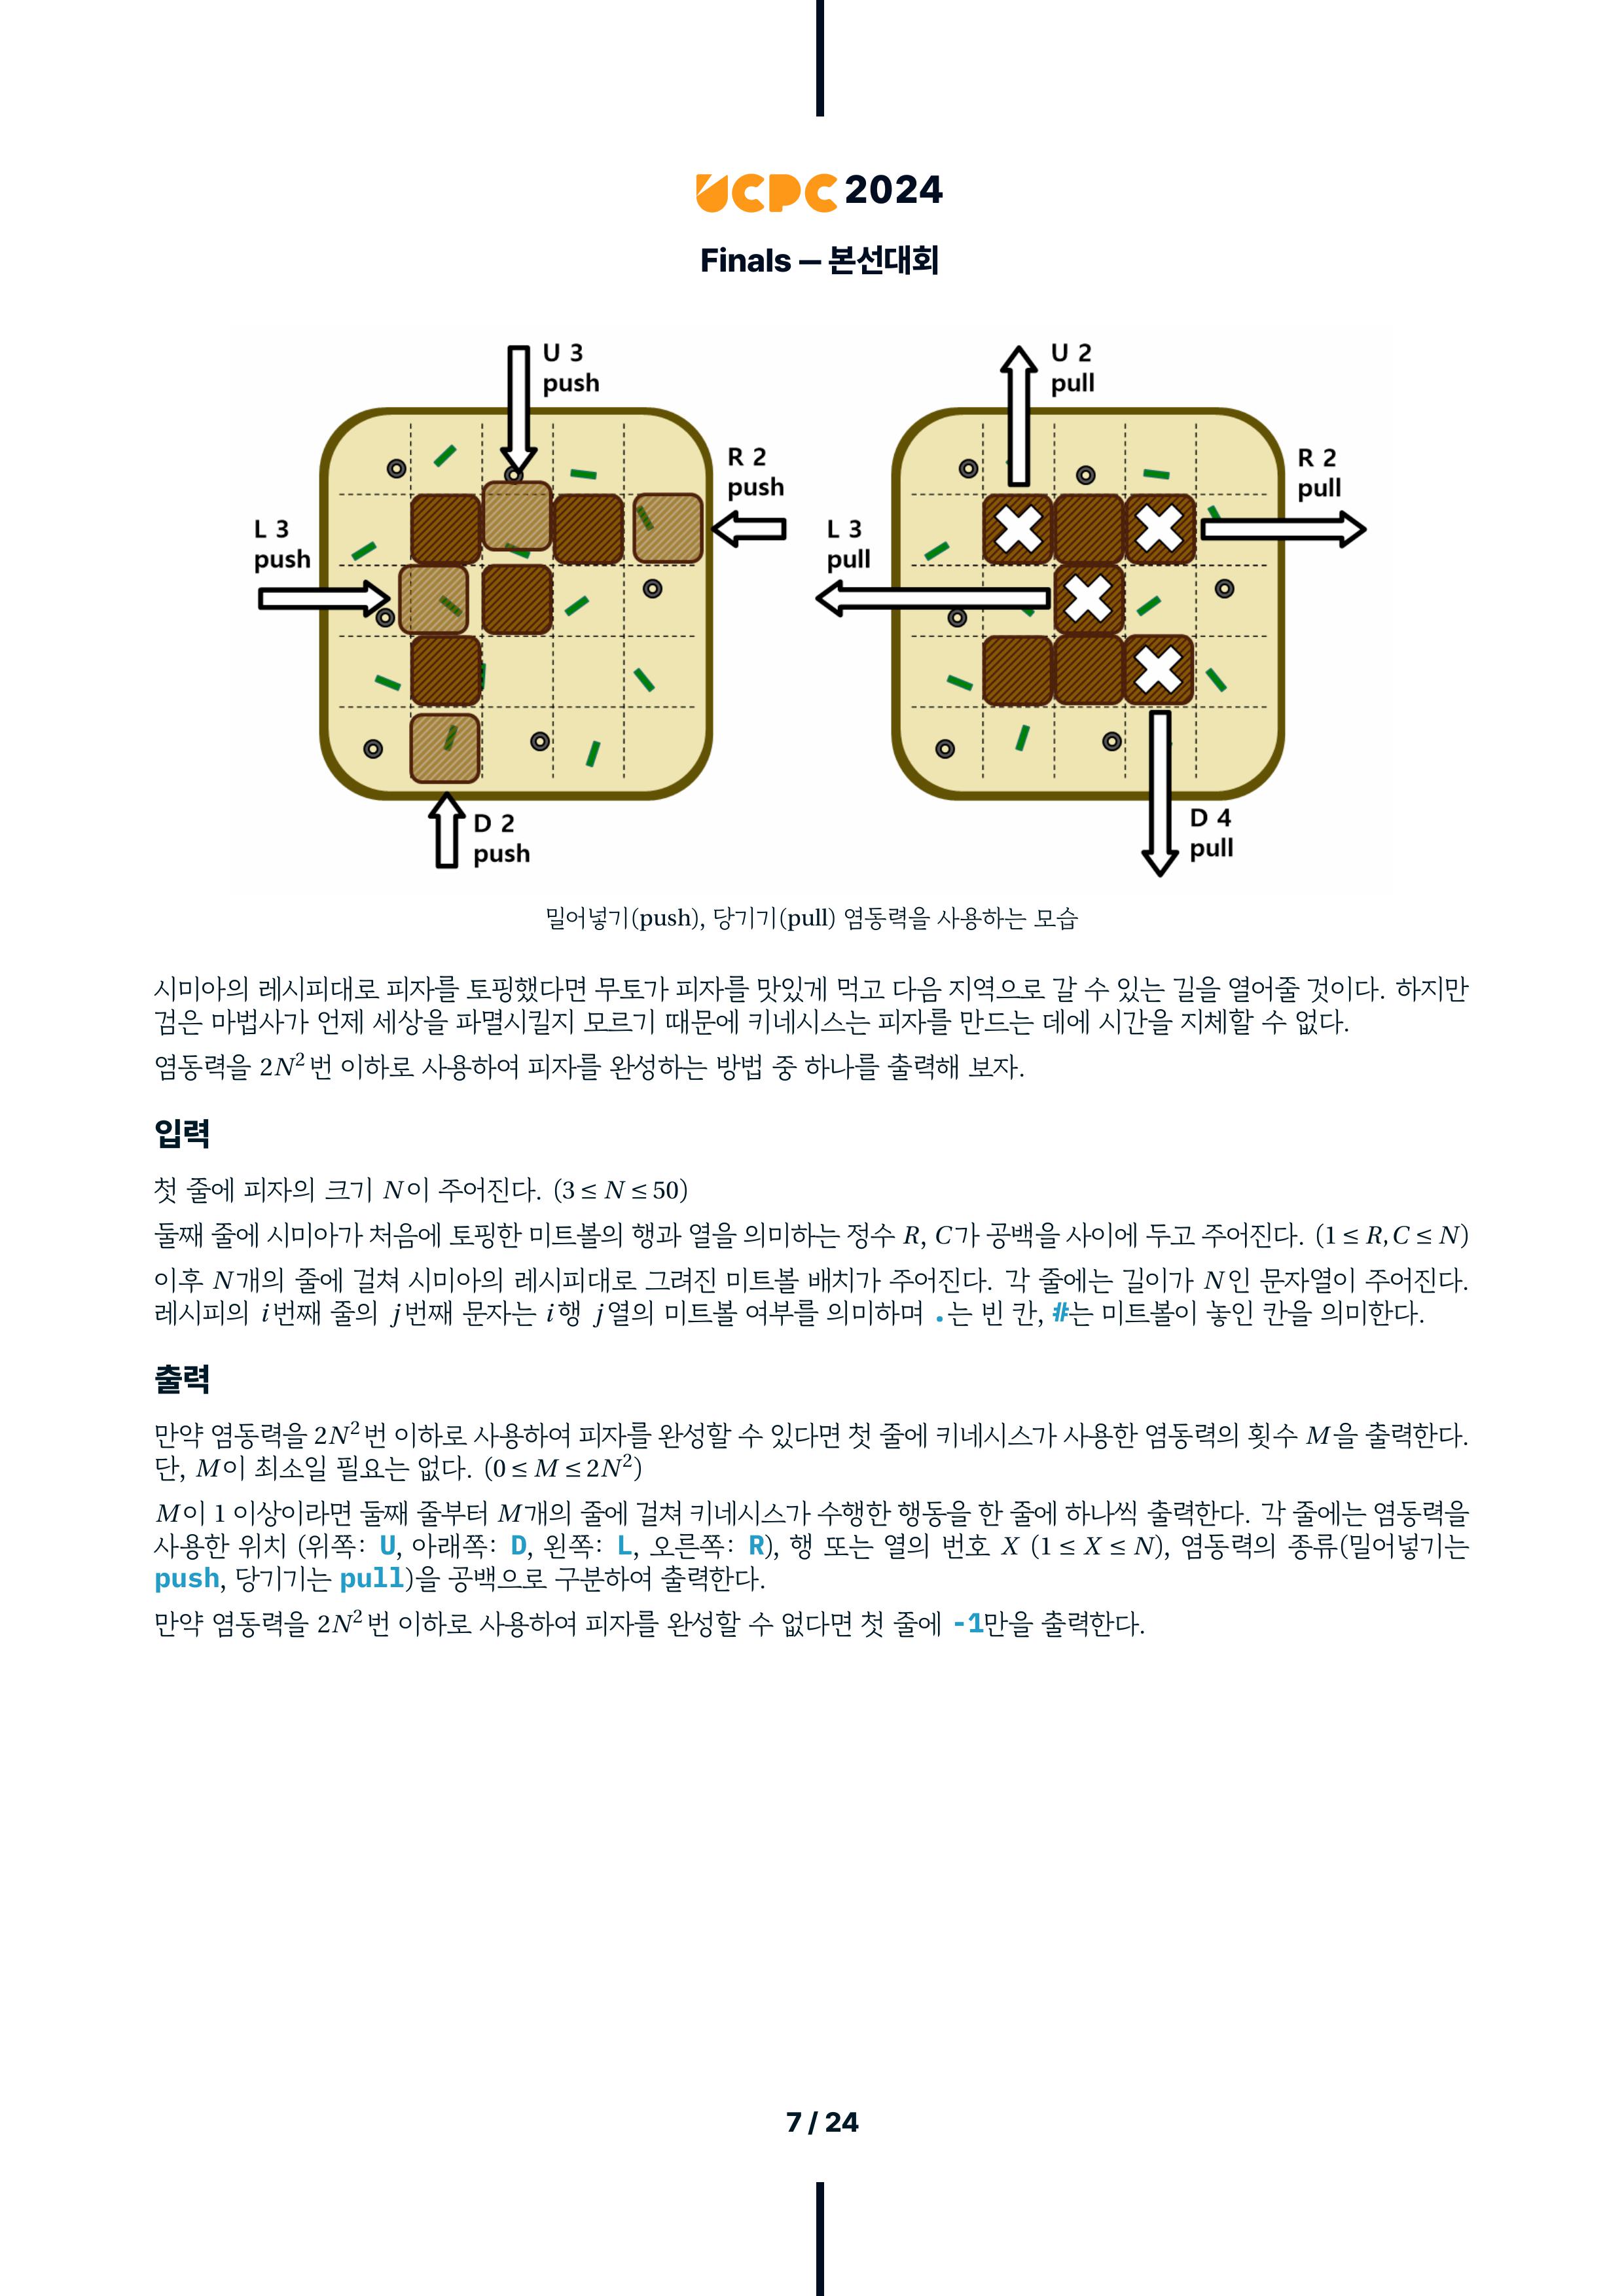 UCPC 2024
Finals — 본선대회
U 3
push
R 2
push
L 3
push
D 2
push
U 2
pull
R 2
pull
L 3
pull
D 4
pull
밀어넣기(push), 당기기(pull) 염동력을 사용하는 모습
시미아의 레시피대로 피자를 토핑했다면 무토가 피자를 맛있게 먹고 다음 지역으로 갈 수 있는 길을 열어줄 것이다. 하지만
검은 마법사가 언제 세상을 파멸시킬지 모르기 때문에 키네시스는 피자를 만드는 데에 시간을 지체할 수 없다.
염동력을 2N²번 이하로 사용하여 피자를 완성하는 방법 중 하나를 출력해 보자.
입력
첫 줄에 피자의 크기 N이 주어진다. (3 ≤ N ≤ 50)
둘째 줄에 시미아가 처음에 토핑한 미트볼의 행과 열을 의미하는 정수 R, C가 공백을 사이에 두고 주어진다. (1 ≤ R,C ≤ N)
이후 N개의 줄에 걸쳐 시미아의 레시피대로 그려진 미트볼 배치가 주어진다. 각 줄에는 길이가 N인 문자열이 주어진다.
레시피의 i번째 줄의 j번째 문자는 i행 j열의 미트볼 여부를 의미하며 .는 빈 칸, #는 미트볼이 놓인 칸을 의미한다.
출력
만약 염동력을 2N²번 이하로 사용하여 피자를 완성할 수 있다면 첫 줄에 키네시스가 사용한 염동력의 횟수 M을 출력한다.
단, M이 최소일 필요는 없다. (0 ≤ M ≤ 2N²)
M이 1 이상이라면 둘째 줄부터 M개의 줄에 걸쳐 키네시스가 수행한 행동을 한 줄에 하나씩 출력한다. 각 줄에는 염동력을
사용한 위치 (위쪽: U, 아래쪽: D, 왼쪽: L, 오른쪽: R), 행 또는 열의 번호 X (1 ≤ X ≤ N), 염동력의 종류(밀어넣기는
push, 당기기는 pull)을 공백으로 구분하여 출력한다.
만약 염동력을 2N²번 이하로 사용하여 피자를 완성할 수 없다면 첫 줄에 -1만을 출력한다.
7 / 24